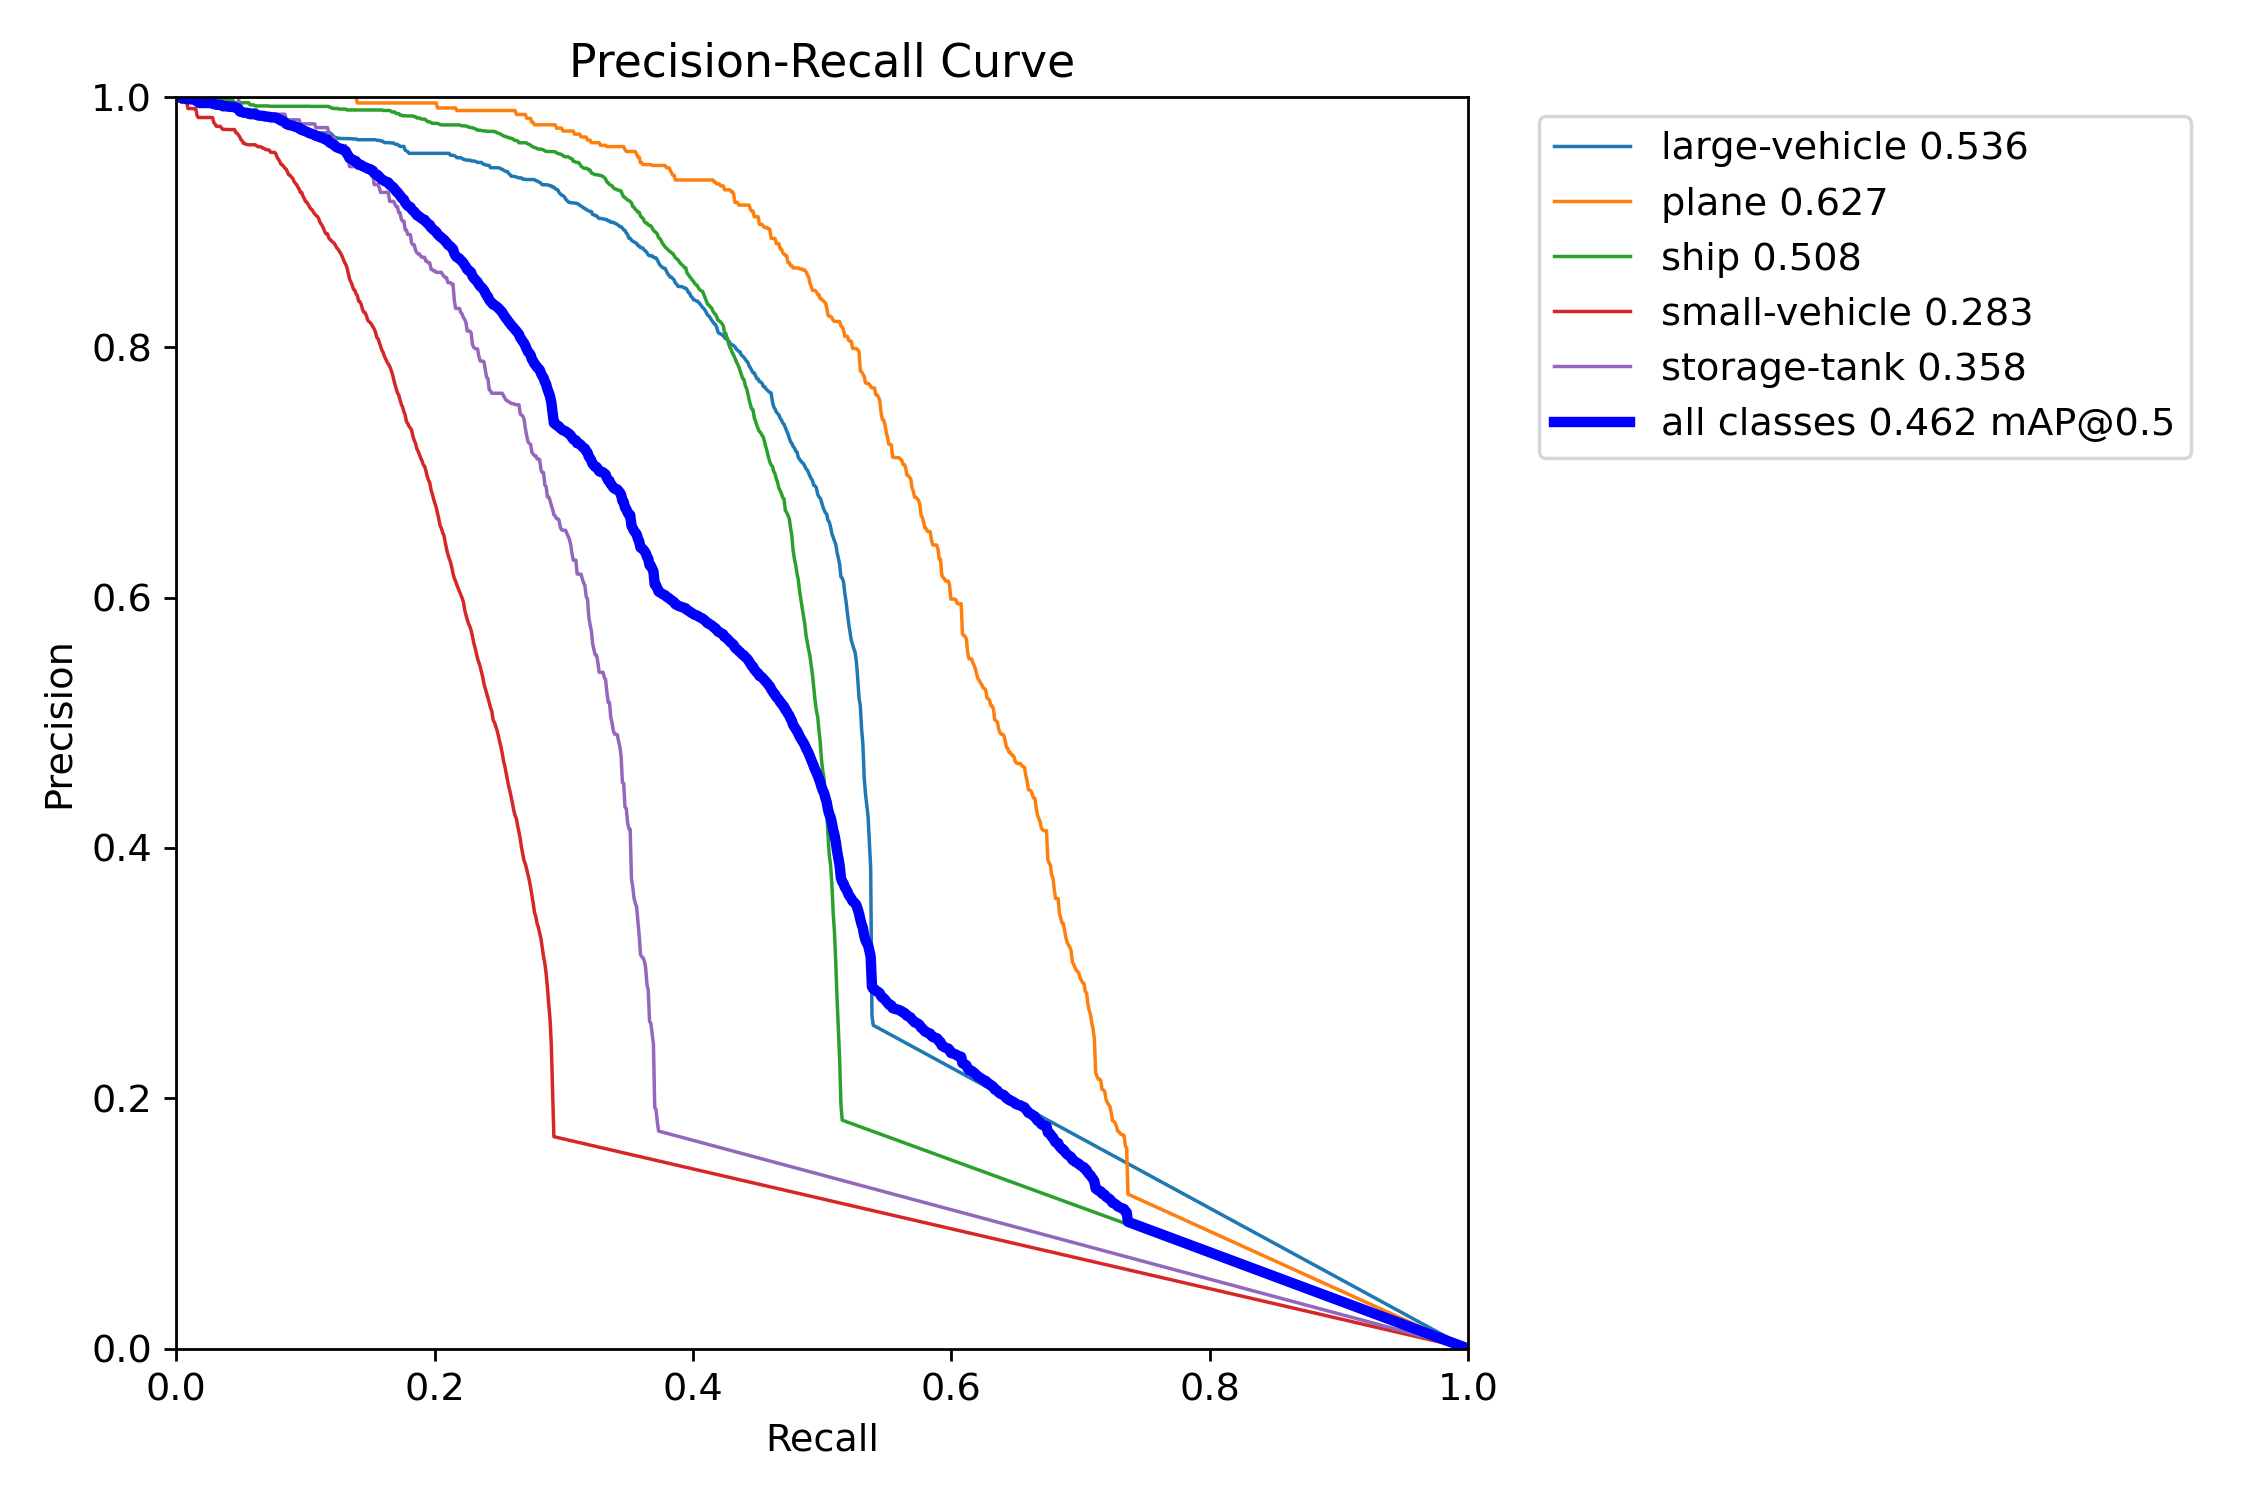 Precision-Recall Curve
1.0
0.8
0.6
0.4
0.2
0.0
Precision
0.0 0.2 0.4 0.6 0.8 1.0
Recall
large-vehicle 0.536
plane 0.627
ship 0.508
small-vehicle 0.283
storage-tank 0.358
all classes 0.462 mAP@0.5